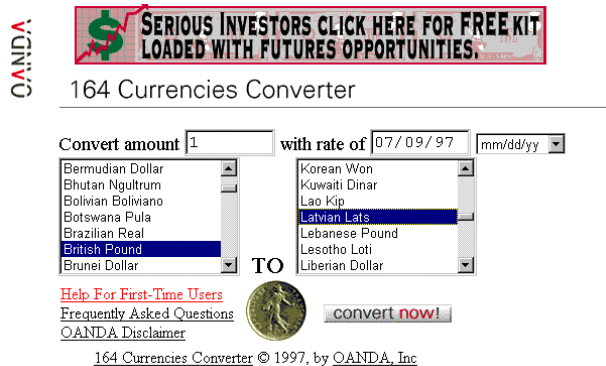 OANDA
SERIOUS INVESTORS CLICK HERE FOR FREE KIT
LOADED WITH FUTURES OPPORTUNITIES.
164 Currencies Converter
Convert amount 1 with rate of 07/09/97 mm/dd/yy
Bermudian Dollar
Bhutan Ngultrum
Bolivian Boliviano
Botswana Pula
Brazilian Real
British Pound
Brunei Dollar
TO
Korean Won
Kuwaiti Dinar
Lao Kip
Latvian Lats
Lebanese Pound
Lesotho Loti
Liberian Dollar
Help For First-Time Users
Frequently Asked Questions
OANDA Disclaimer
convert now!
164 Currencies Converter © 1997, by OANDA, Inc